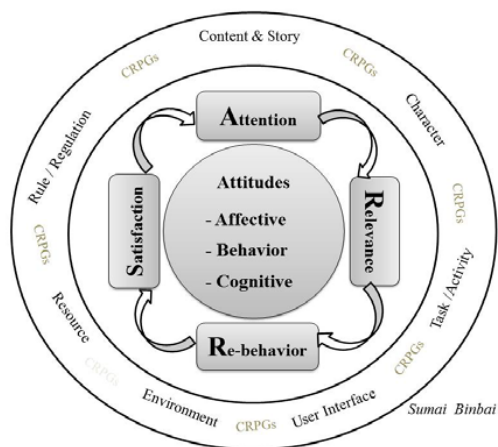 Content & Story
CRPGs
Character
CRPGs
Task /Activity
CRPGs
User Interface
CRPGs
Environment
CRPGs
Resource
CRPGs
Rule / Regulation
CRPGs
Attention
Relevance
Re-behavior
Satisfaction
Attitudes
- Affective
- Behavior
- Cognitive
Sumai Binbai